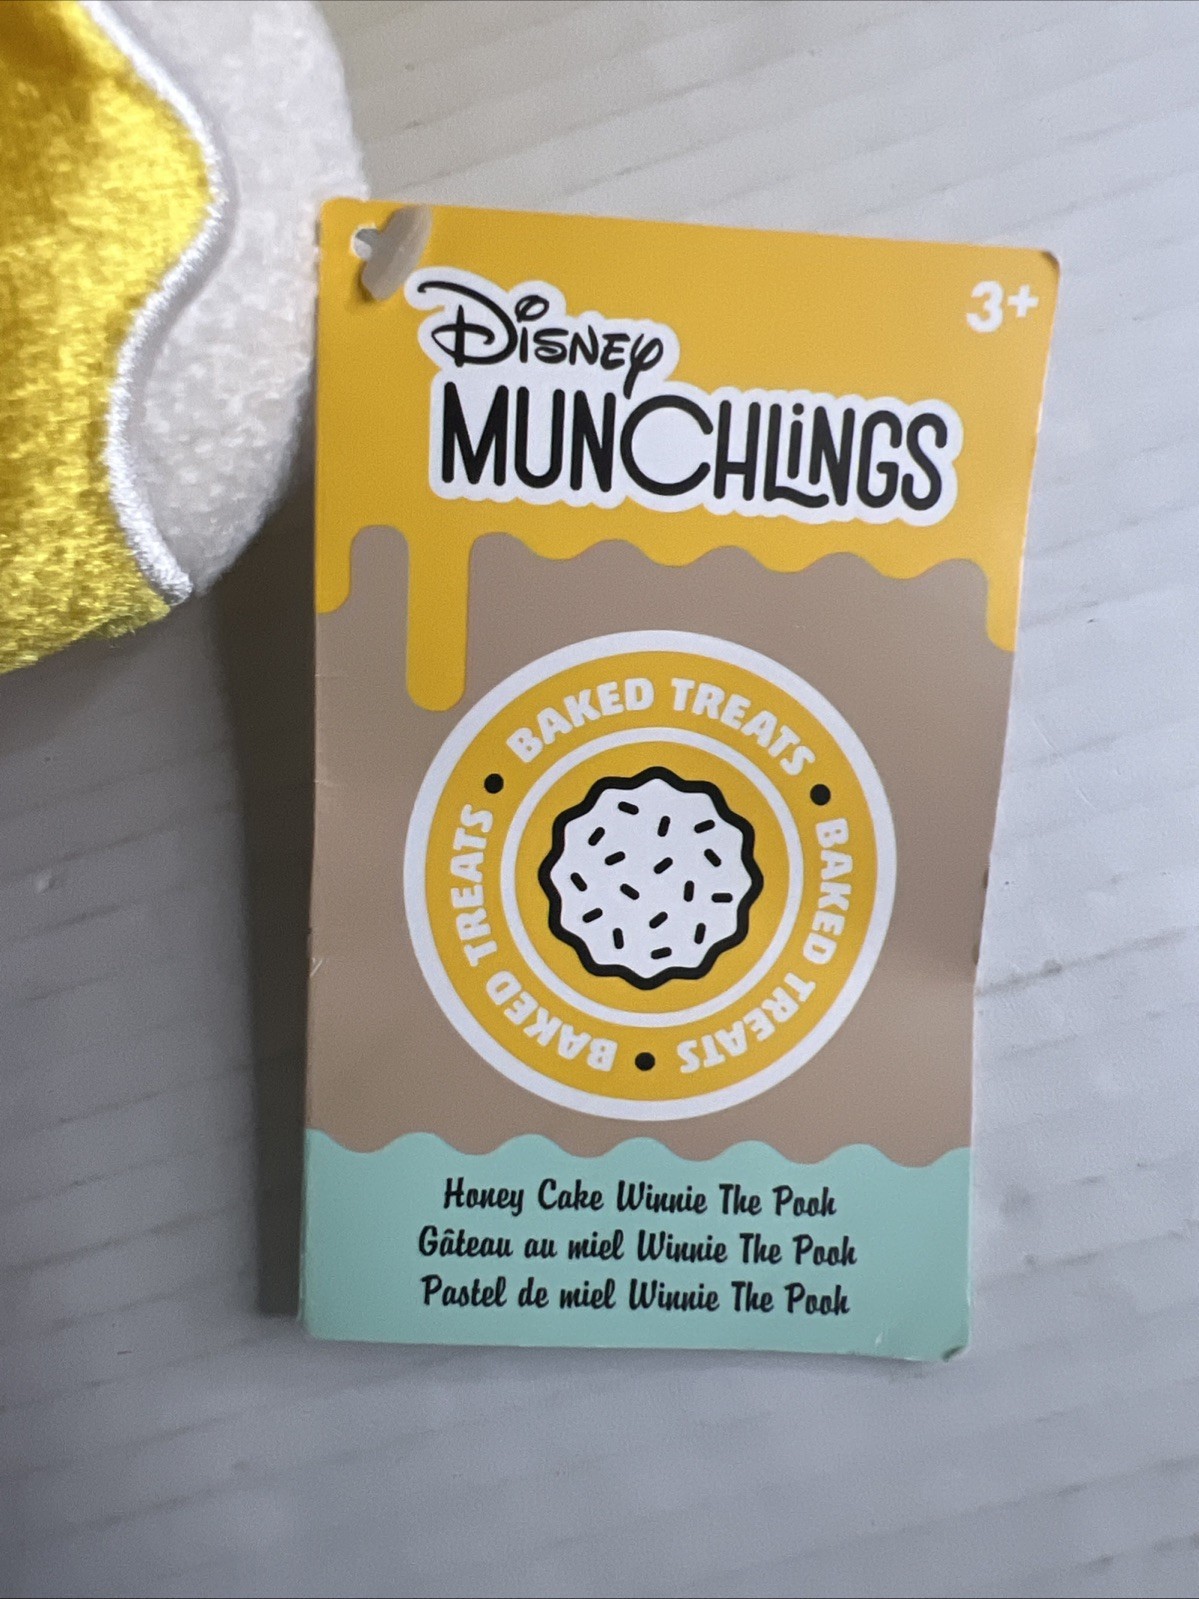 Disney
3+
MUNCHLiNGS
BAKED TREATS • BAKED TREATS • BAKED TREATS •
Honey Cake Winnie The Pooh
Gâteau au miel Winnie The Pooh
Pastel de miel Winnie The Pooh